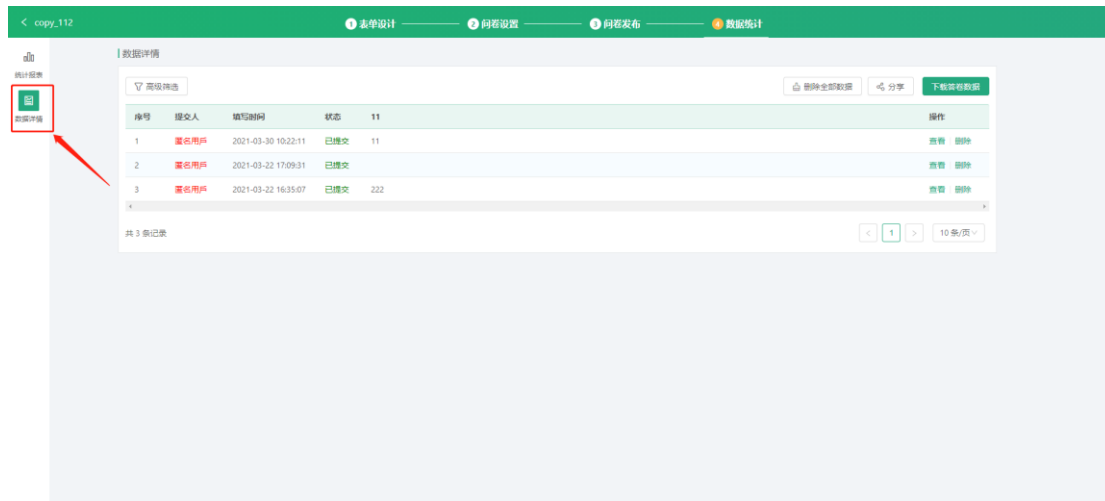 < copy_112 1 表单设计 2 问卷设置 3 问卷发布 4 数据统计
统计报表
数据详情
数据详情
高级筛选 删除全部数据 分享 下载答卷数据
序号 提交人 填写时间 状态 11 操作
1 匿名用戶 2021-03-30 10:22:11 已提交 11 查看 删除
2 匿名用戶 2021-03-22 17:09:31 已提交 查看 删除
3 匿名用戶 2021-03-22 16:35:07 已提交 222 查看 删除
共 3 条记录 < 1 > 10 条/页